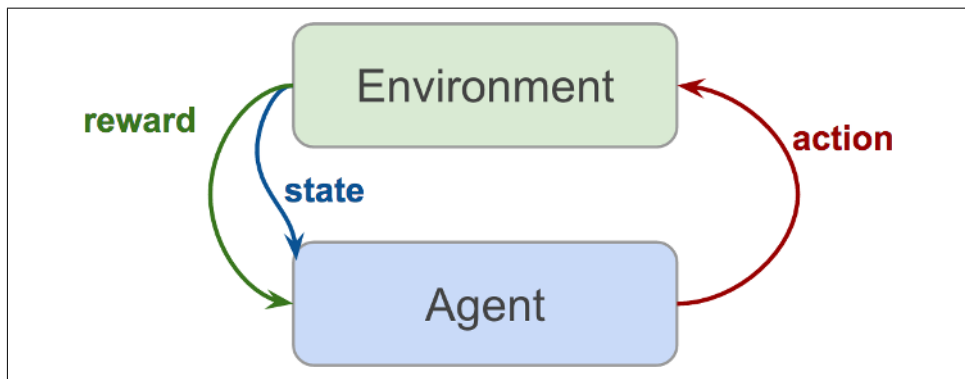 Environment
reward
action
state
Agent